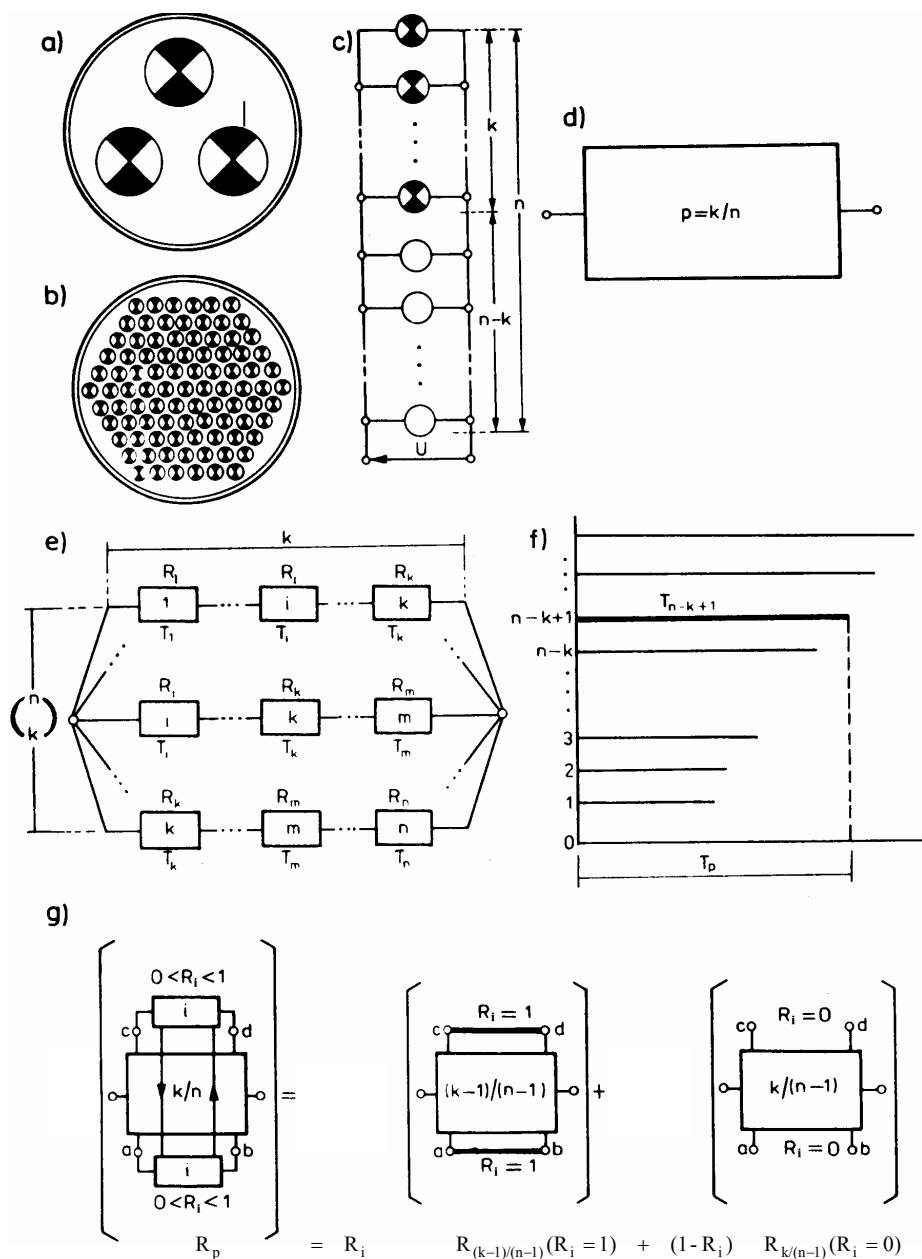 a)
c)
k
n
n-k
U
d)
p=k/n
b)
e)
k
R₁ Rᵢ Rₖ
1 i k
T₁ Tᵢ Tₖ
n
k
Rᵢ Rₖ Rₘ
i k m
Tᵢ Tₖ Tₘ
Rₖ Rₘ Rₙ
k m n
Tₖ Tₘ Tₙ
f)
n-k+1
Tₙ₋ₖ₊₁
n-k
3
2
1
0
Tₚ
g)
0<Rᵢ<1
i
c d
k/n
a b
i
0<Rᵢ<1
=
Rᵢ=1
c d
(k-1)/(n-1)
a b
Rᵢ=1
+
Rᵢ=0
c d
k/(n-1)
a b
Rᵢ=0
Rₚ = Rᵢ R₍ₖ₋₁₎/₍ₙ₋₁₎(Rᵢ=1) + (1-Rᵢ) Rₖ/₍ₙ₋₁₎(Rᵢ=0)